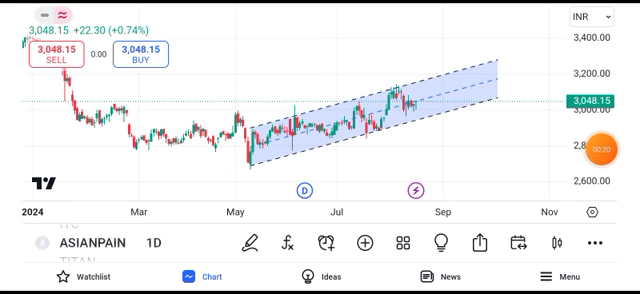 3,048.15 +22.30 (+0.74%)
INR
3,048.15
SELL
0.00
3,048.15
BUY
3,400.00
3,200.00
3,048.15
3,000.00
00:20
2,600.00
D
2024
Mar
May
Jul
Sep
Nov
ASIANPAIN
1D
TITAN
Watchlist
Chart
Ideas
News
Menu